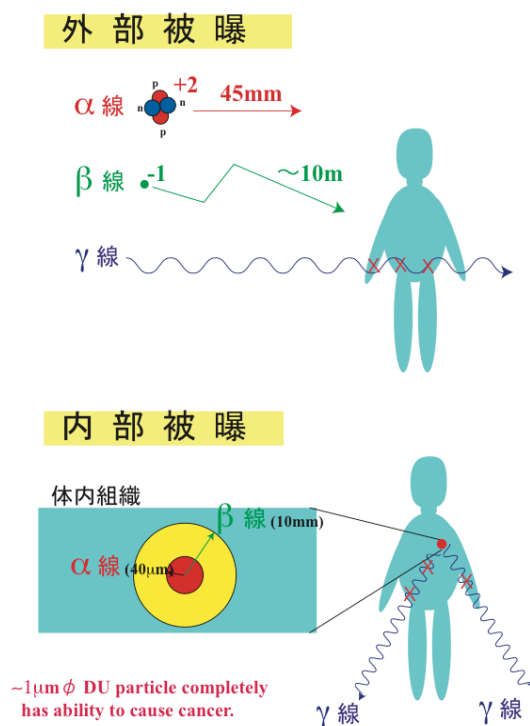 外部被曝
p
+2
α線
n
n
45mm
p
β線
-1
～10m
γ線
内部被曝
体内組織
β線 (10mm)
α線 (40μm)
~1μmφ DU particle completely
has ability to cause cancer.
γ線
γ線